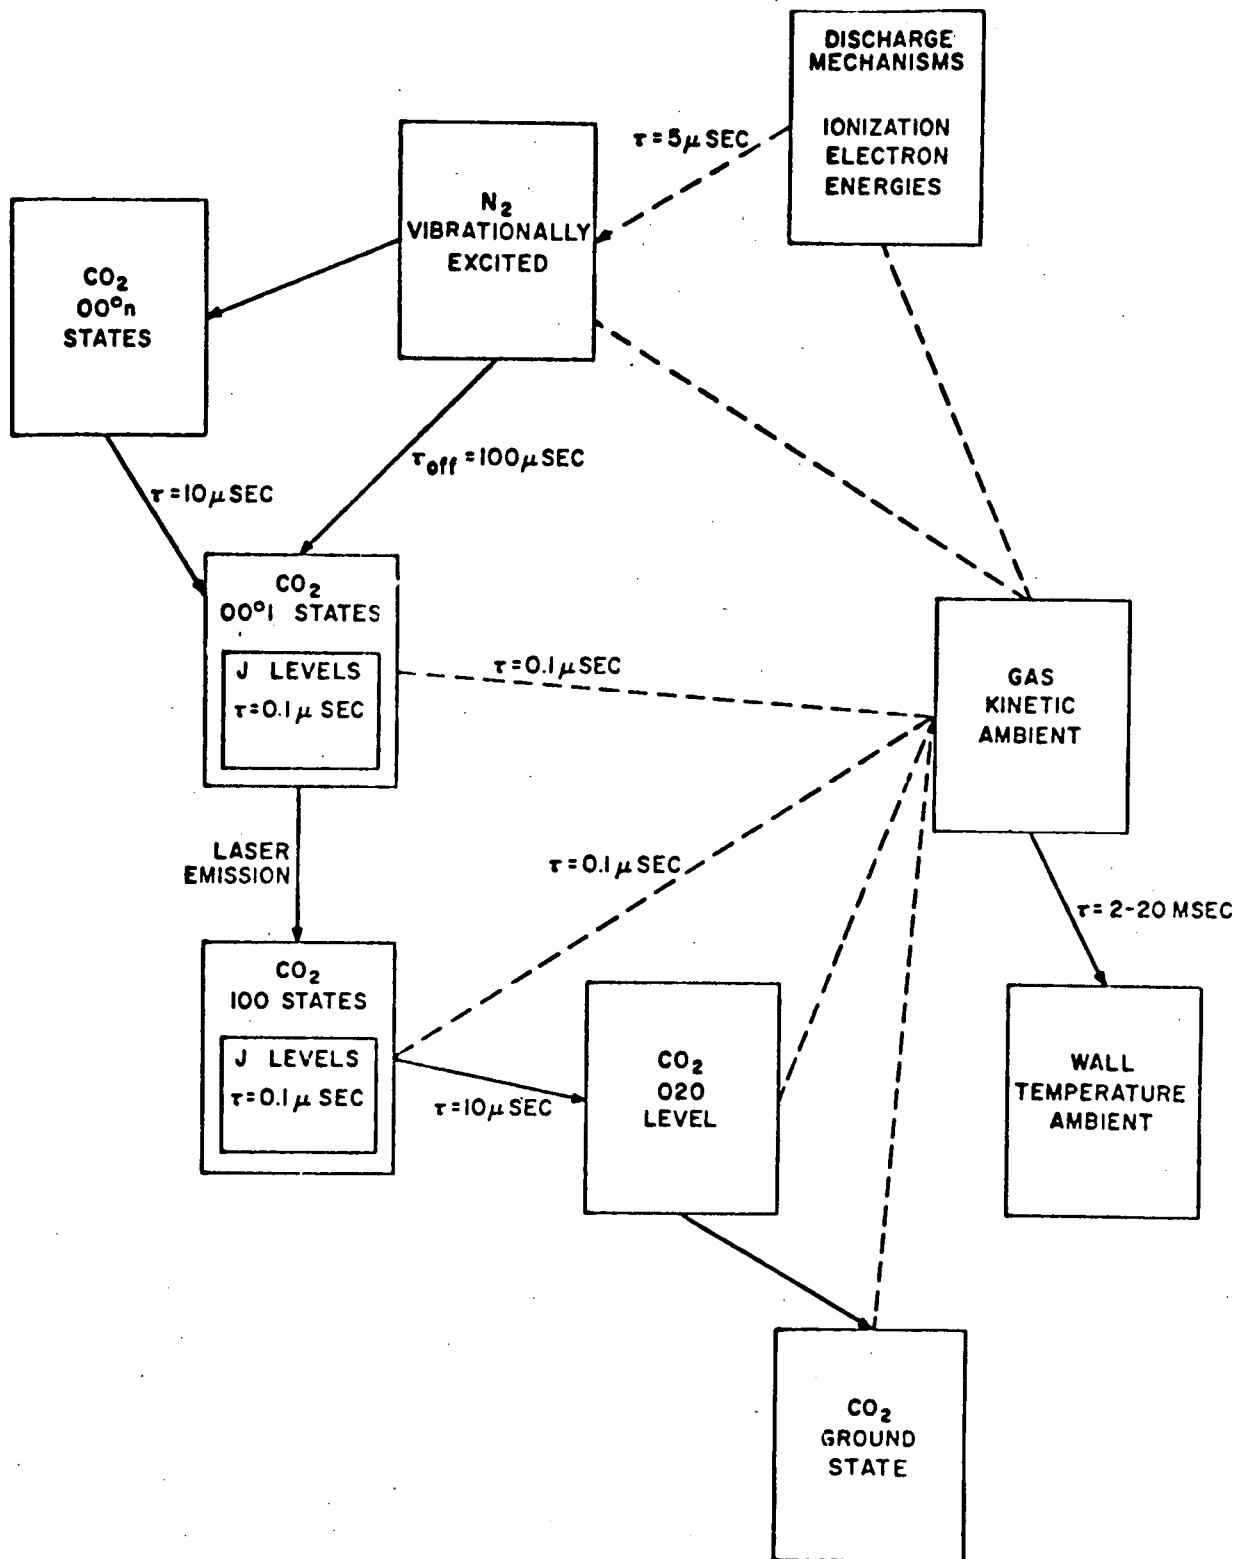 DISCHARGE
MECHANISMS
IONIZATION
ELECTRON
ENERGIES
τ = 5 μ SEC
N₂
VIBRATIONALLY
EXCITED
CO₂
00°n
STATES
τ = 10 μ SEC
τoff = 100 μ SEC
CO₂
00°1 STATES
J LEVELS
τ = 0.1 μ SEC
τ = 0.1 μ SEC
GAS
KINETIC
AMBIENT
LASER
EMISSION
τ = 0.1 μ SEC
τ = 2-20 MSEC
CO₂
100 STATES
J LEVELS
τ = 0.1 μ SEC
τ = 10 μ SEC
CO₂
020
LEVEL
WALL
TEMPERATURE
AMBIENT
CO₂
GROUND
STATE